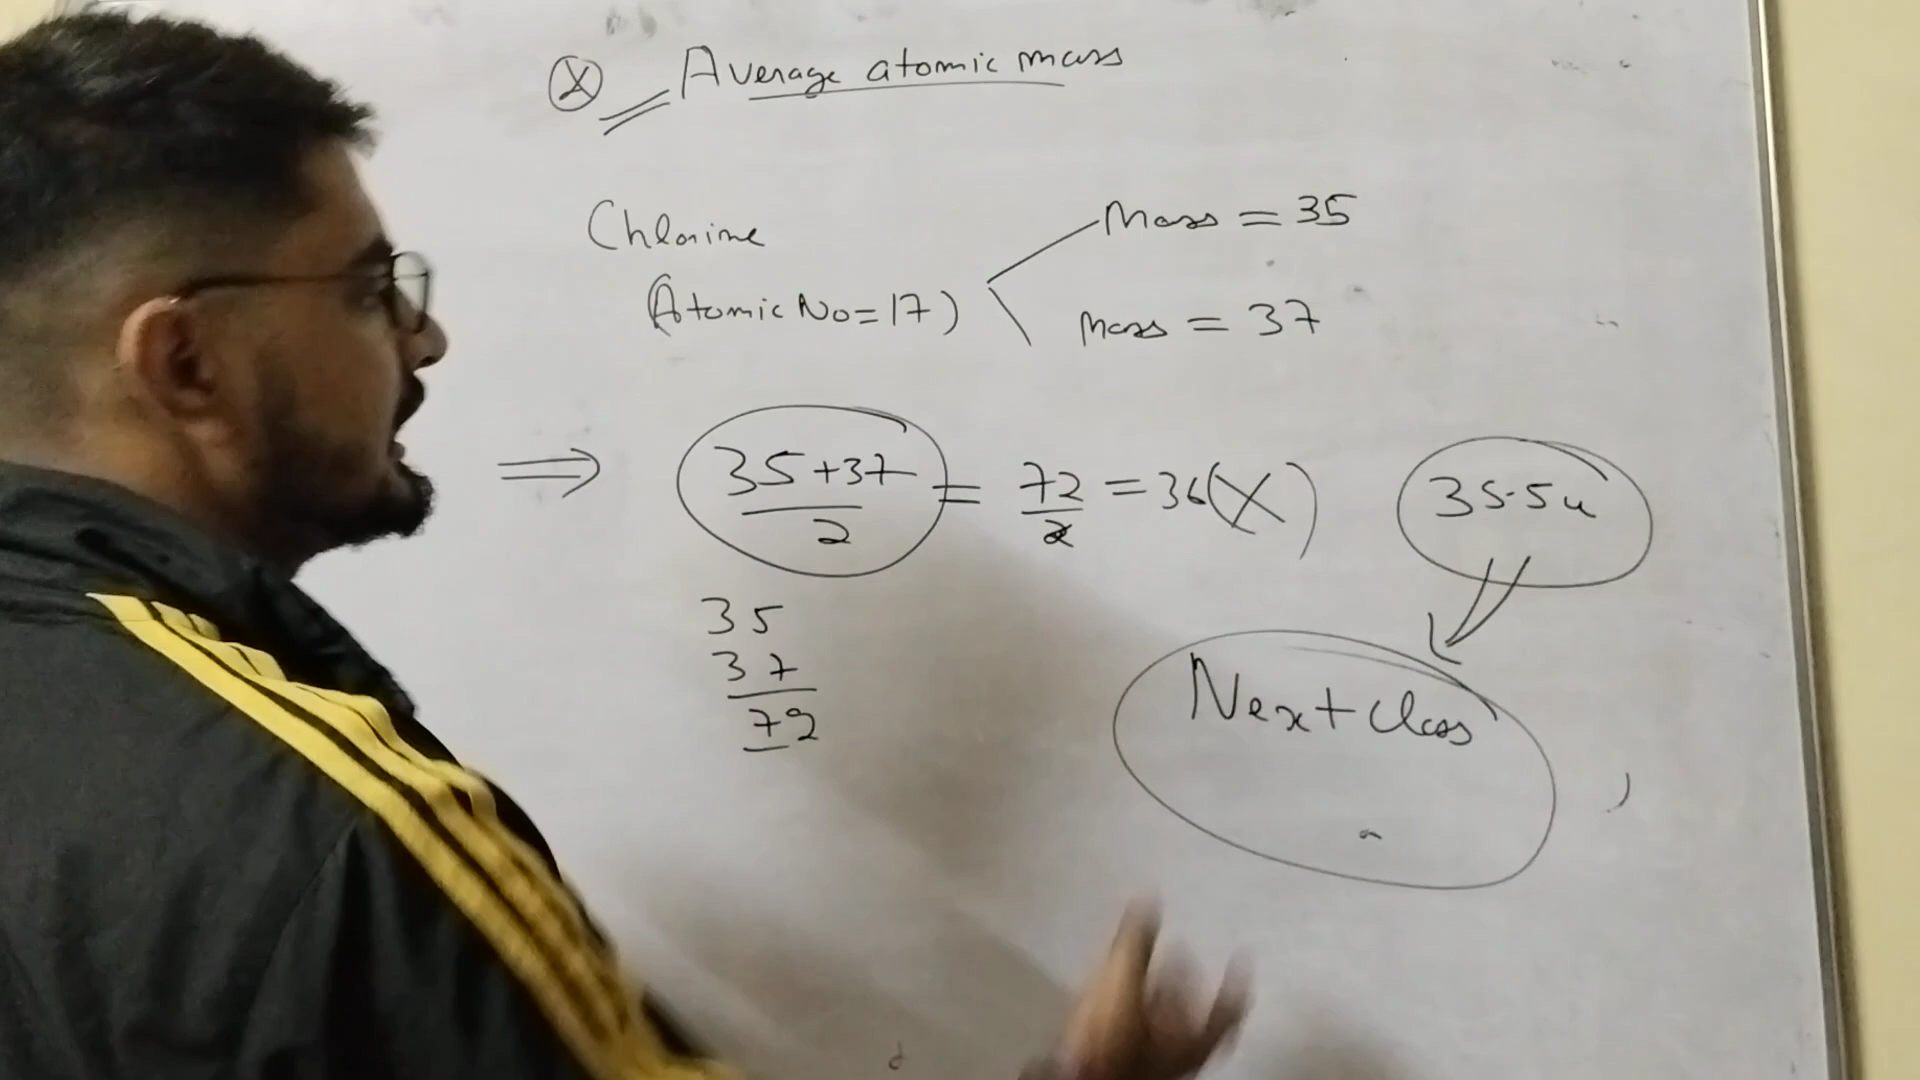 Ⓧ Average atomic mass
Chlorine
Mass = 35
(Atomic No = 17)
Mass = 37
⇒ 35+37/2 = 72/2 = 36(X) 35.5u
35
37
72
Next class